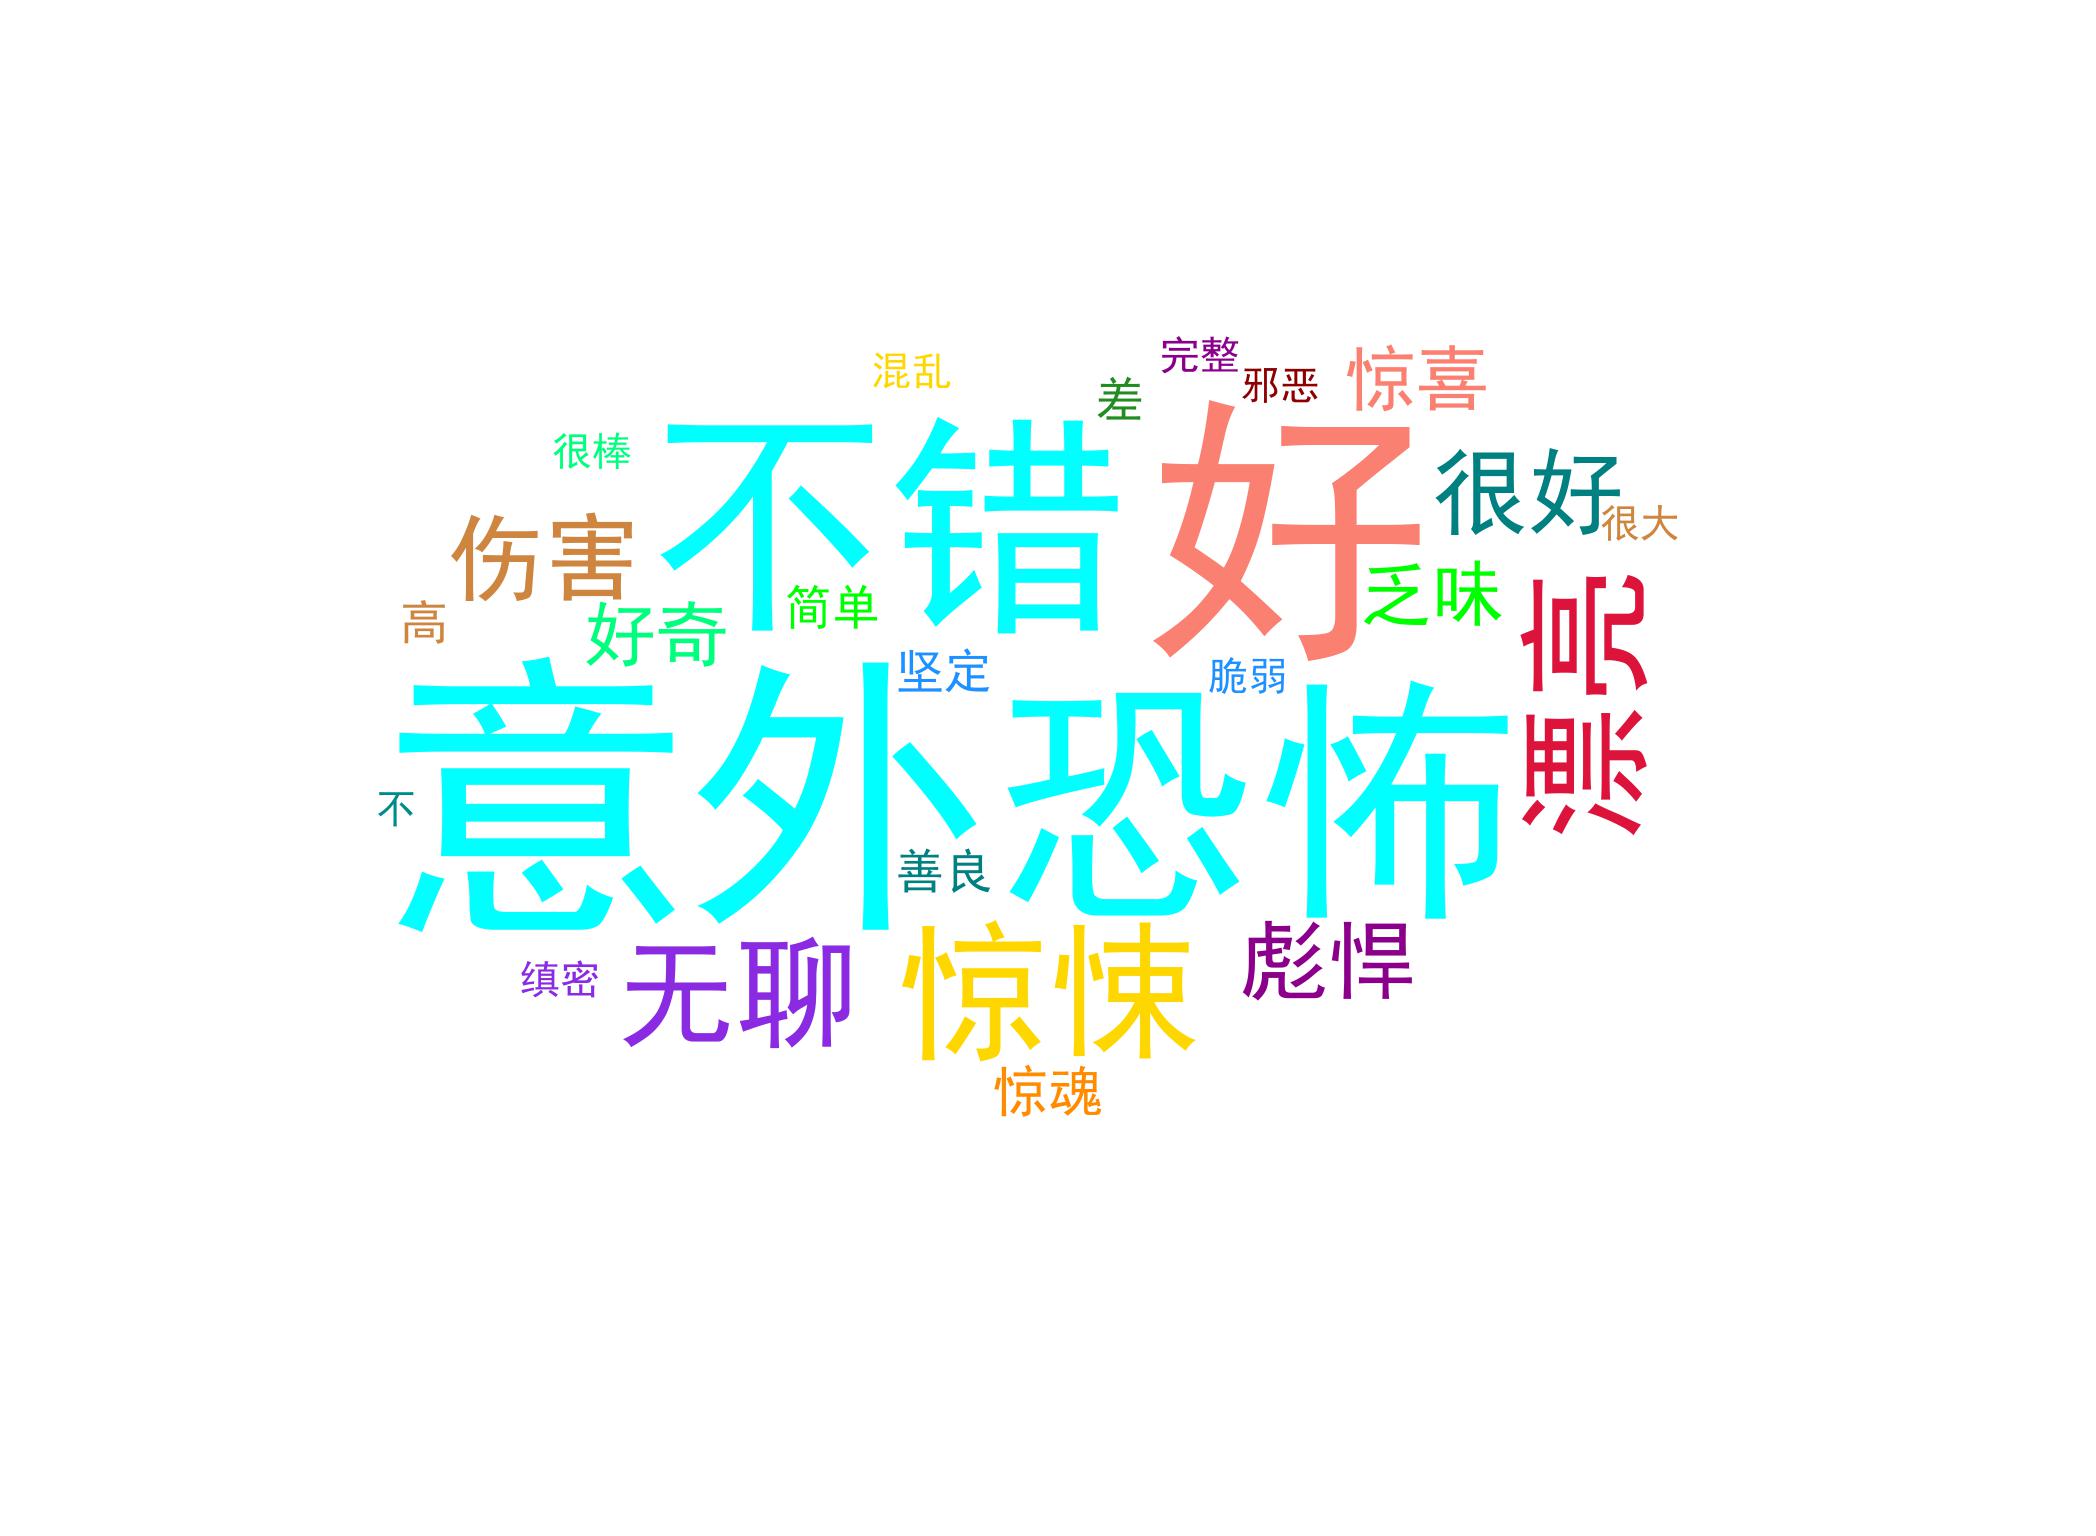 混乱
完整
差
邪恶
惊喜
很棒
不错
好
很好
很大
伤害
高
好奇
简单
乏味
漂亮
坚定
脆弱
意外
恐怖
不
善良
缜密
无聊
惊悚
彪悍
惊魂